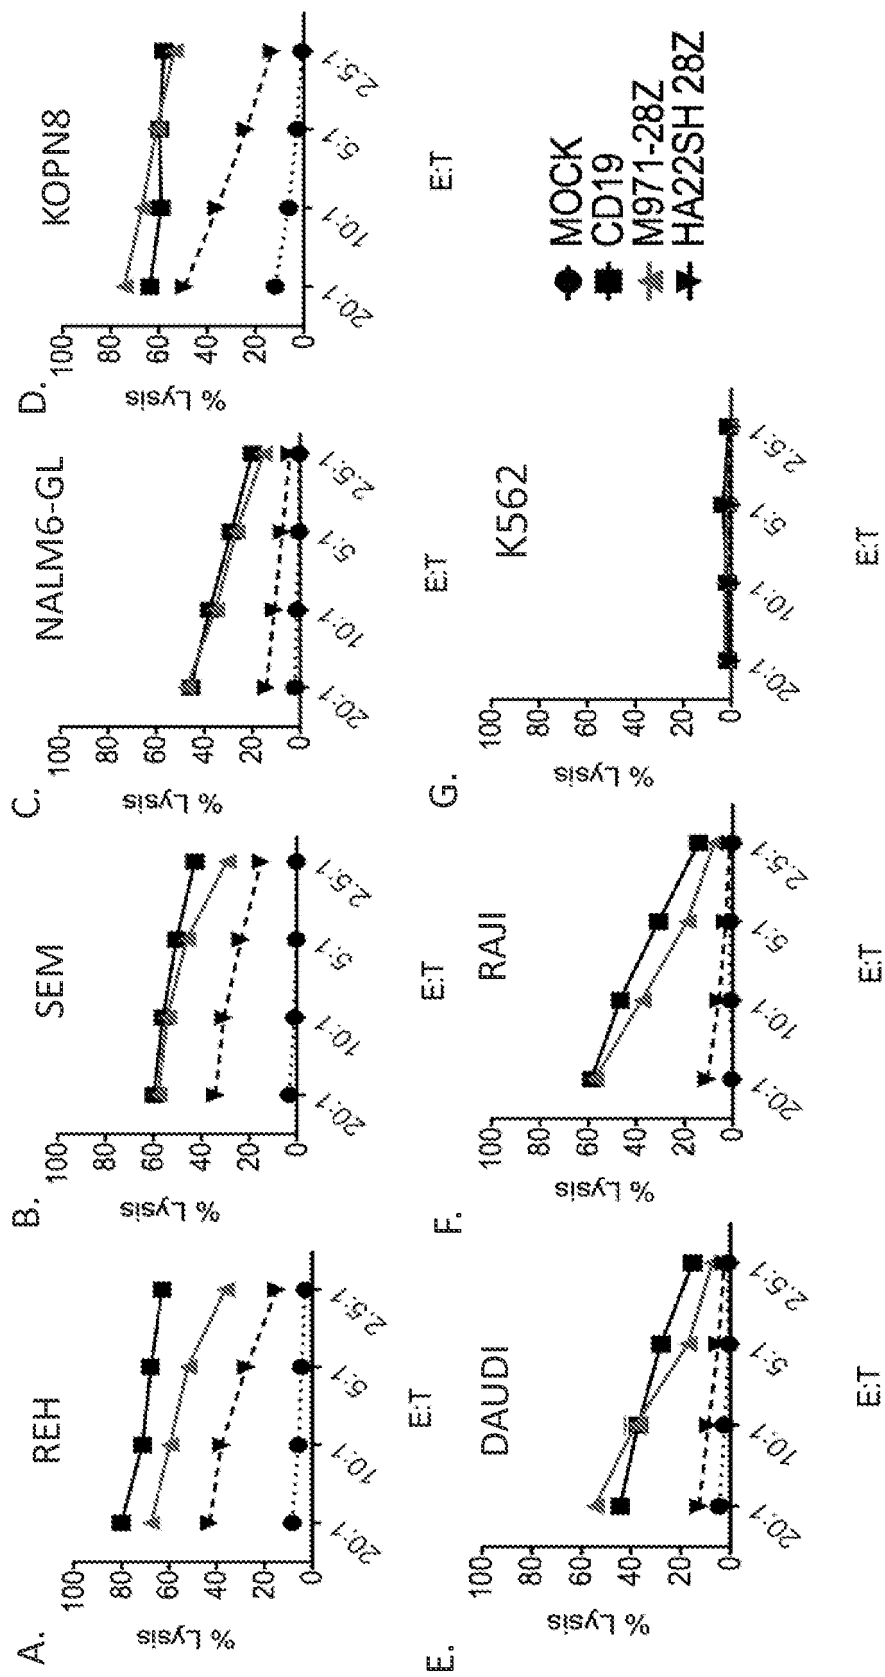 A.
REH
% Lysis
100
80
60
40
20
0
20:1
10:1
5:1
2.5:1
E:T
B.
SEM
% Lysis
100
80
60
40
20
0
20:1
10:1
5:1
2.5:1
E:T
C.
NALM6-GL
% Lysis
100
80
60
40
20
0
20:1
10:1
5:1
2.5:1
E:T
D.
KOPN8
% Lysis
100
80
60
40
20
0
20:1
10:1
5:1
2.5:1
E:T
E.
DAUDI
% Lysis
100
80
60
40
20
0
20:1
10:1
5:1
2.5:1
E:T
F.
RAJI
% Lysis
100
80
60
40
20
0
20:1
10:1
5:1
2.5:1
E:T
G.
K562
% Lysis
100
80
60
40
20
0
20:1
10:1
5:1
2.5:1
E:T
MOCK
CD19
M971-28Z
HA22SH 28Z